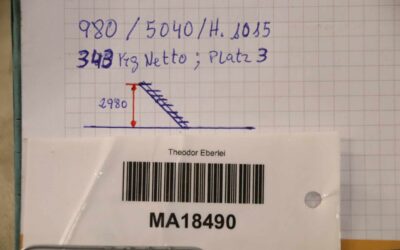 980 / 5040 / H. 1015
343 Kg Netto ; Platz 3
2980
Theodor Eberlei
MA18490